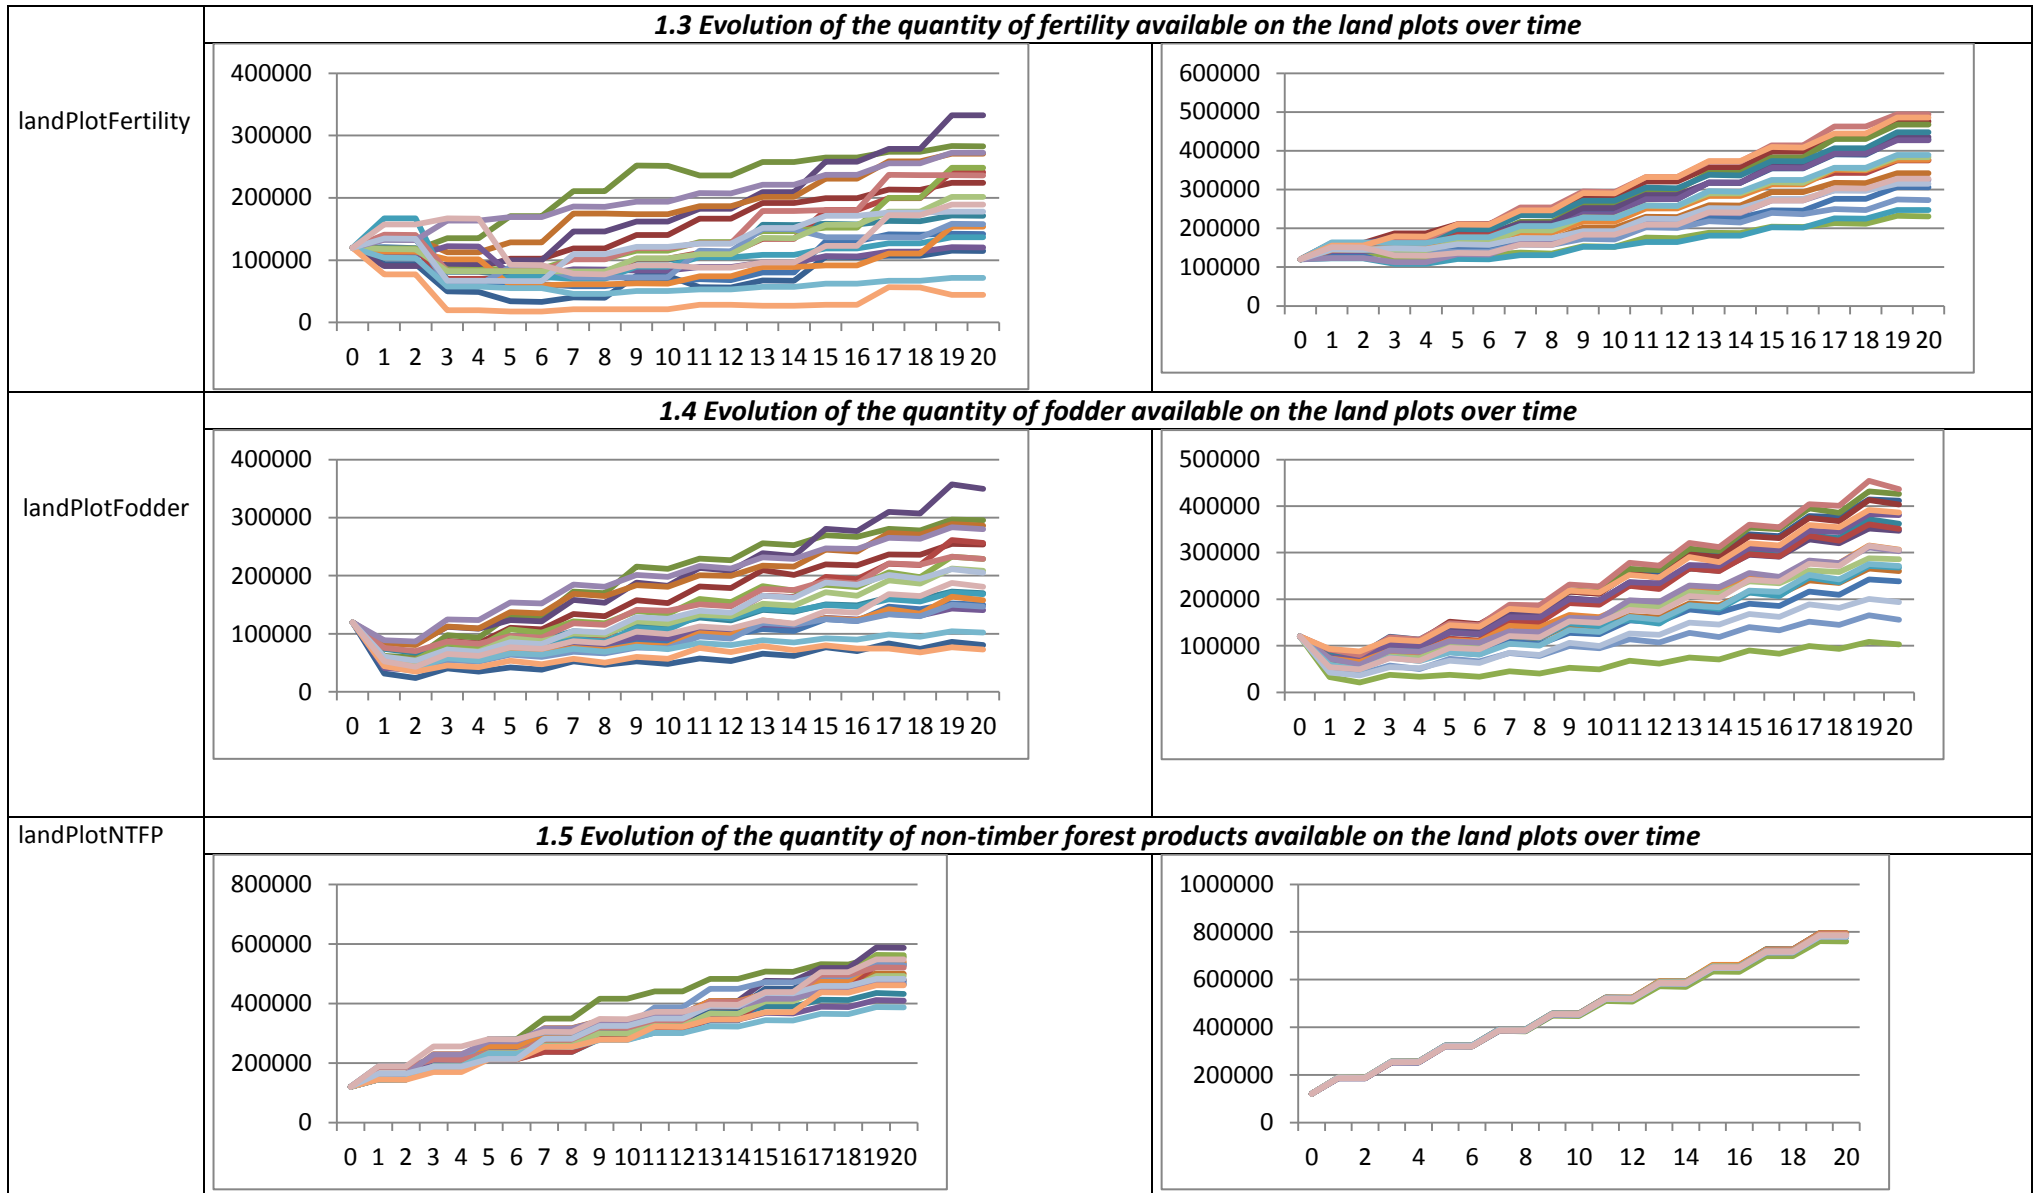 1.3 Evolution of the quantity of fertility available on the land plots over time
landPlotFertility
400000
300000
200000
100000
0
0 1 2 3 4 5 6 7 8 9 10 11 12 13 14 15 16 17 18 19 20
600000
500000
400000
300000
200000
100000
0
0 1 2 3 4 5 6 7 8 9 10 11 12 13 14 15 16 17 18 19 20
1.4 Evolution of the quantity of fodder available on the land plots over time
landPlotFodder
400000
300000
200000
100000
0
0 1 2 3 4 5 6 7 8 9 10 11 12 13 14 15 16 17 18 19 20
500000
400000
300000
200000
100000
0
0 1 2 3 4 5 6 7 8 9 10 11 12 13 14 15 16 17 18 19 20
landPlotNTFP
1.5 Evolution of the quantity of non-timber forest products available on the land plots over time
800000
600000
400000
200000
0
0 1 2 3 4 5 6 7 8 9 10 11 12 13 14 15 16 17 18 19 20
1000000
800000
600000
400000
200000
0
0 2 4 6 8 10 12 14 16 18 20